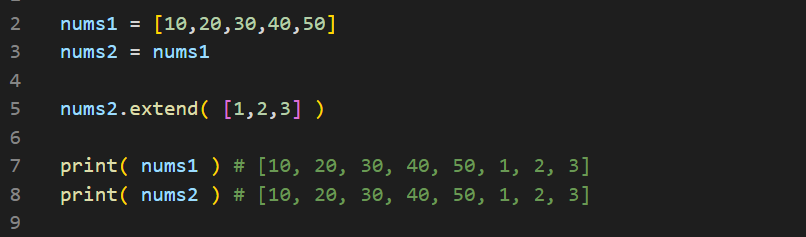 2 nums1 = [10,20,30,40,50]
3 nums2 = nums1
4
5 nums2.extend( [1,2,3] )
6
7 print( nums1 ) # [10, 20, 30, 40, 50, 1, 2, 3]
8 print( nums2 ) # [10, 20, 30, 40, 50, 1, 2, 3]
9